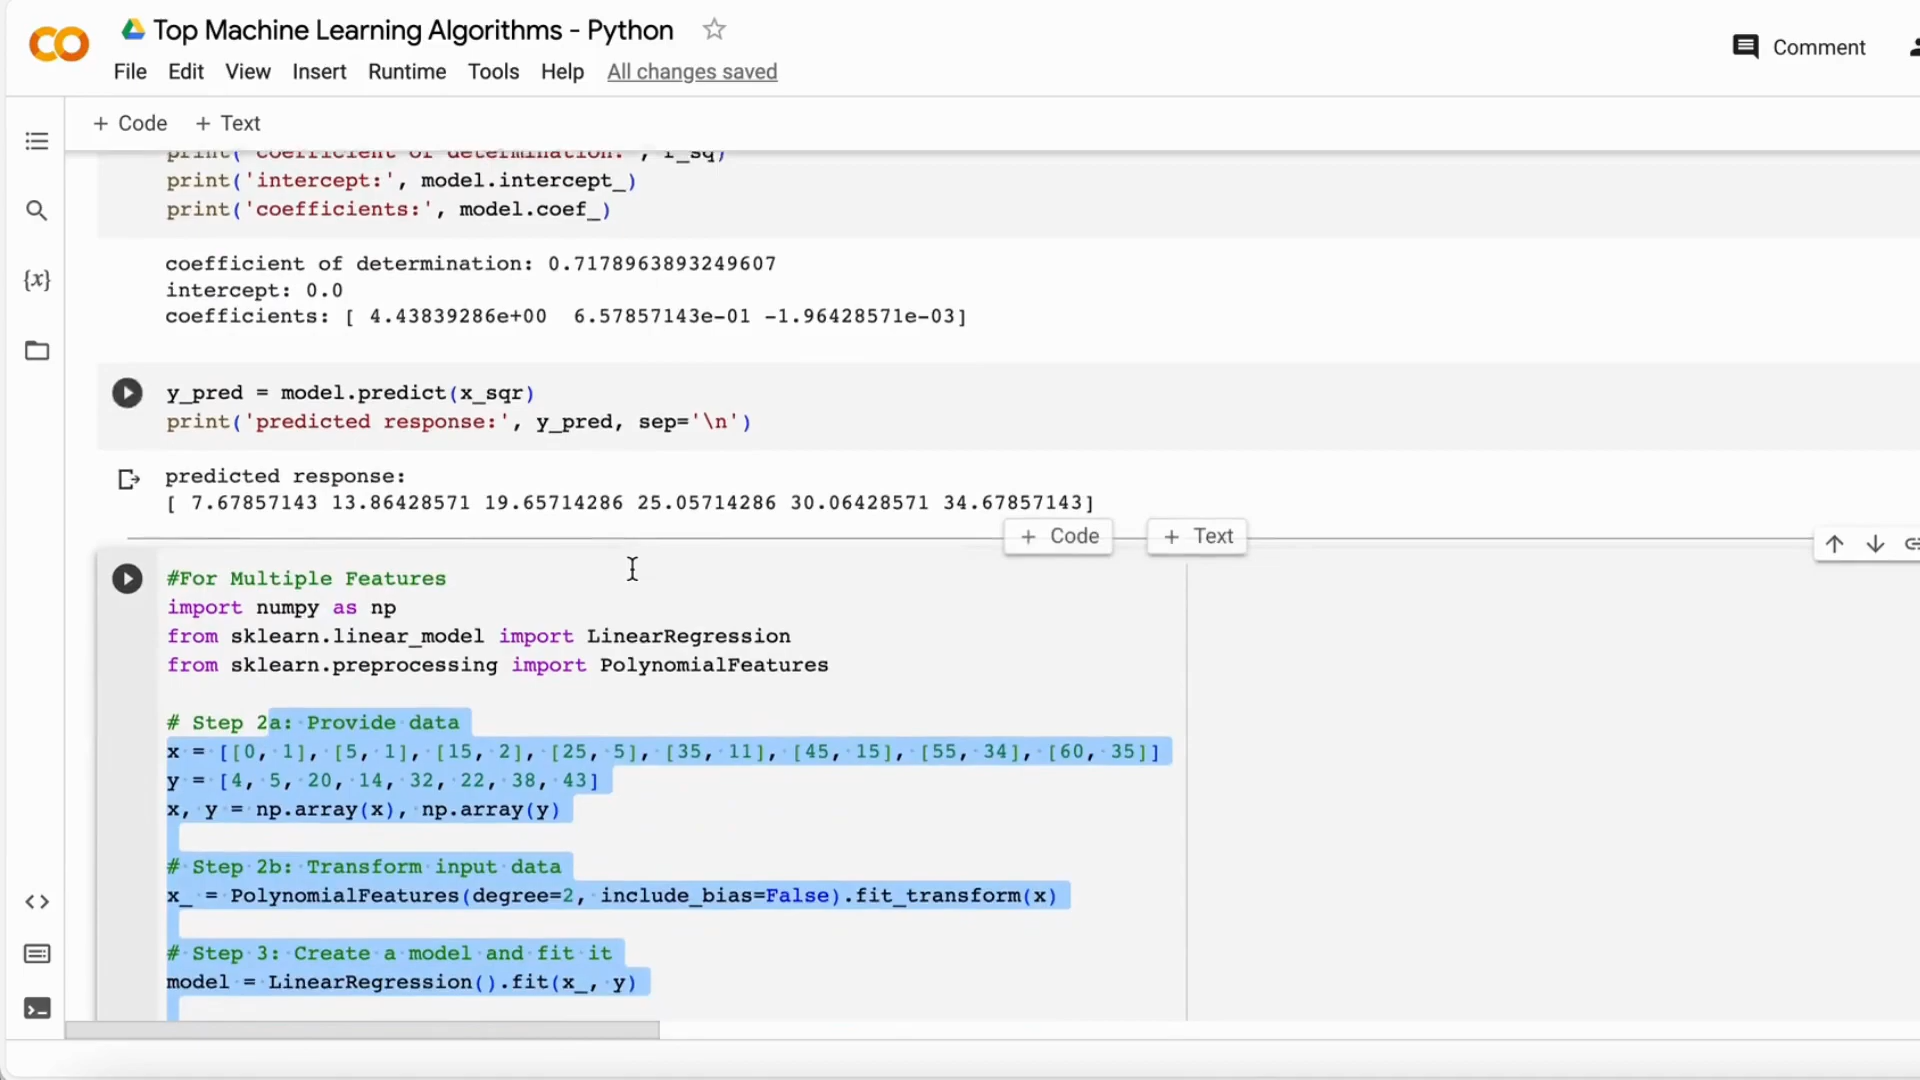 Top Machine Learning Algorithms - Python
File Edit View Insert Runtime Tools Help All changes saved
Comment
+ Code + Text
print('coefficient of determination:', r_sq)
print('intercept:', model.intercept_)
print('coefficients:', model.coef_)
coefficient of determination: 0.7178963893249607
intercept: 0.0
coefficients: [ 4.43839286e+00  6.57857143e-01 -1.96428571e-03]
y_pred = model.predict(x_sqr)
print('predicted response:', y_pred, sep='\n')
predicted response:
[ 7.67857143 13.86428571 19.65714286 25.05714286 30.06428571 34.67857143]
+ Code + Text
#For Multiple Features
import numpy as np
from sklearn.linear_model import LinearRegression
from sklearn.preprocessing import PolynomialFeatures
# Step 2a: Provide data
x = [[0, 1], [5, 1], [15, 2], [25, 5], [35, 11], [45, 15], [55, 34], [60, 35]]
y = [4, 5, 20, 14, 32, 22, 38, 43]
x, y = np.array(x), np.array(y)
# Step 2b: Transform input data
x_ = PolynomialFeatures(degree=2, include_bias=False).fit_transform(x)
# Step 3: Create a model and fit it
model = LinearRegression().fit(x_, y)